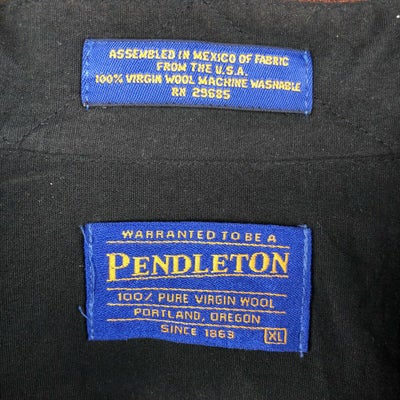 ASSEMBLED IN MEXICO OF FABRIC
FROM THE U.S.A.
100% VIRGIN WOOL MACHINE WASHABLE
RN 29685
WARRANTED TO BE A
PENDLETON
100% PURE VIRGIN WOOL
PORTLAND, OREGON
SINCE 1863 XL